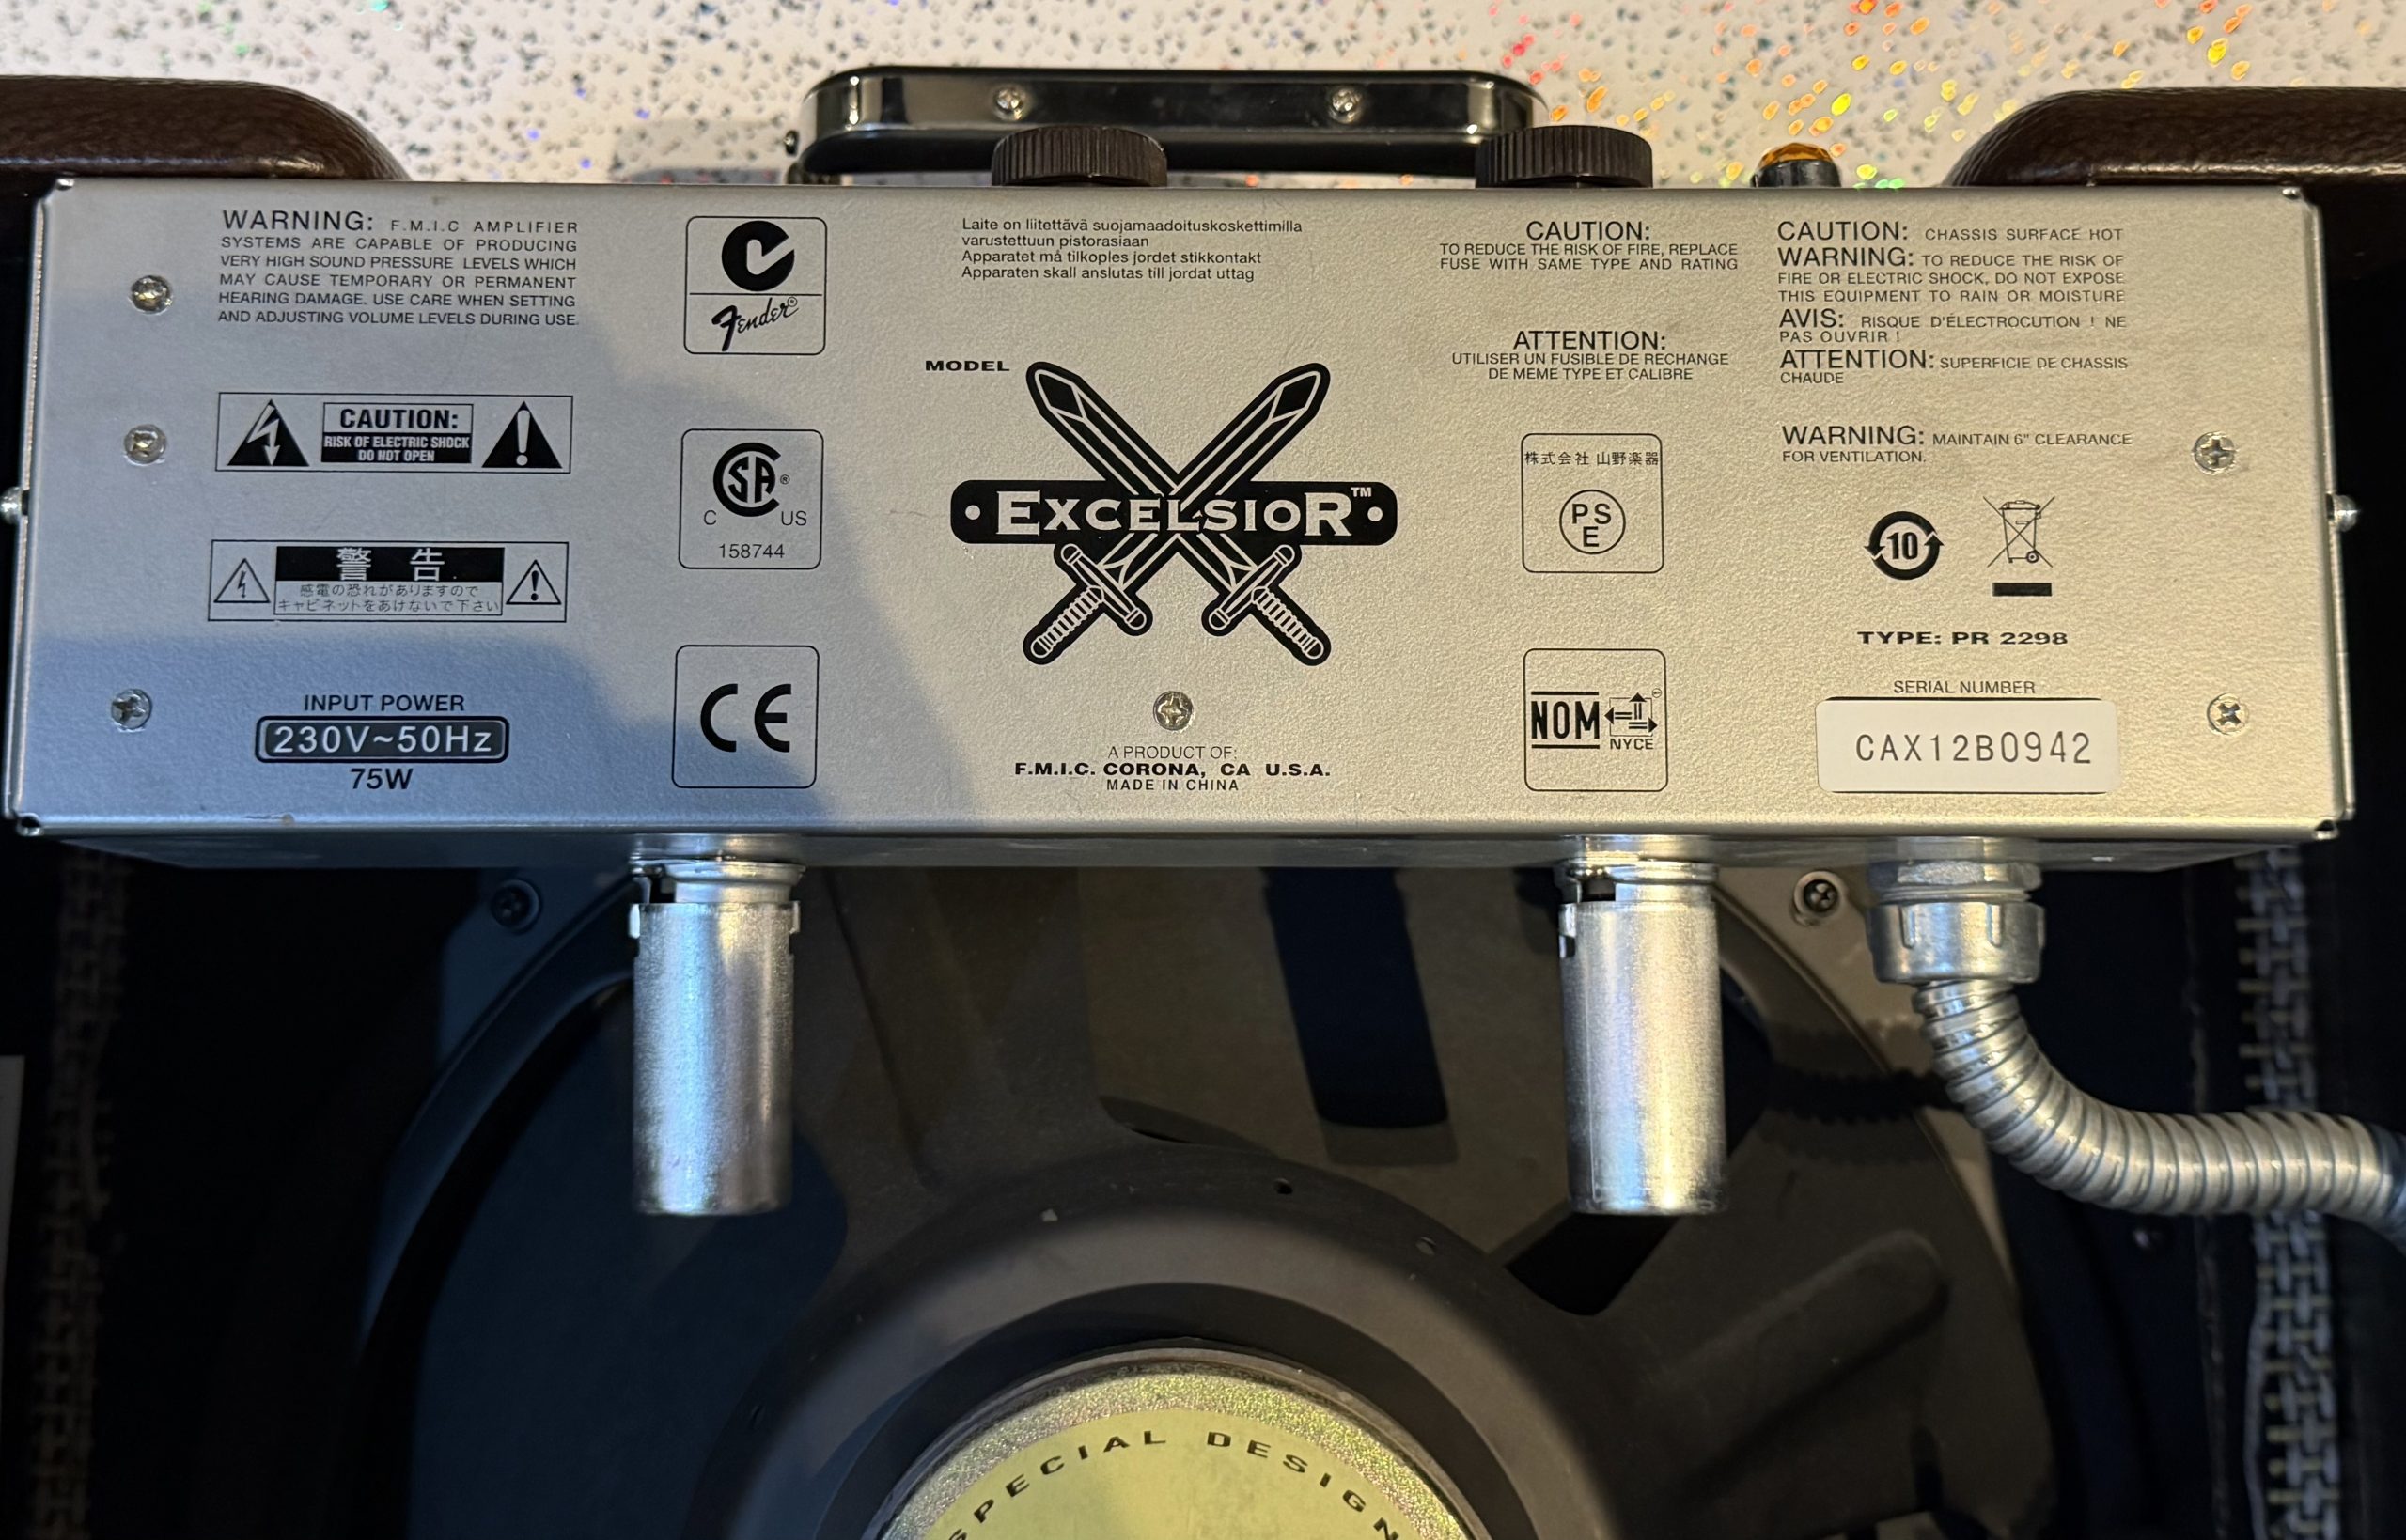 WARNING: F.M.I.C AMPLIFIER
SYSTEMS ARE CAPABLE OF PRODUCING
VERY HIGH SOUND PRESSURE LEVELS WHICH
MAY CAUSE TEMPORARY OR PERMANENT
HEARING DAMAGE. USE CARE WHEN SETTING
AND ADJUSTING VOLUME LEVELS DURING USE.
CAUTION:
RISK OF ELECTRIC SHOCK
DO NOT OPEN
警告
感電の恐れがありますので
キャビネットをあけないで下さい
INPUT POWER
230V~50Hz
75W
Fender®
SA®
C US
158744
CE
Laite on liitettävä suojamaadoituskoskettimilla
varustettuun pistorasiaan
Apparatet må tilkoples jordet stikkontakt
Apparaten skall anslutas till jordat uttag
MODEL
EXCELSIOR™
A PRODUCT OF:
F.M.I.C. CORONA, CA U.S.A.
MADE IN CHINA
CAUTION:
TO REDUCE THE RISK OF FIRE, REPLACE
FUSE WITH SAME TYPE AND RATING
ATTENTION:
UTILISER UN FUSIBLE DE RECHANGE
DE MEME TYPE ET CALIBRE
株式会社 山野楽器
PS
E
NOM
NYCE
CAUTION: CHASSIS SURFACE HOT
WARNING: TO REDUCE THE RISK OF
FIRE OR ELECTRIC SHOCK, DO NOT EXPOSE
THIS EQUIPMENT TO RAIN OR MOISTURE
AVIS: RISQUE D'ÉLECTROCUTION ! NE
PAS OUVRIR !
ATTENTION: SUPERFICIE DE CHASSIS
CHAUDE
WARNING: MAINTAIN 6" CLEARANCE
FOR VENTILATION.
10
TYPE: PR 2298
SERIAL NUMBER
CAX12B0942
SPECIAL DESIGN